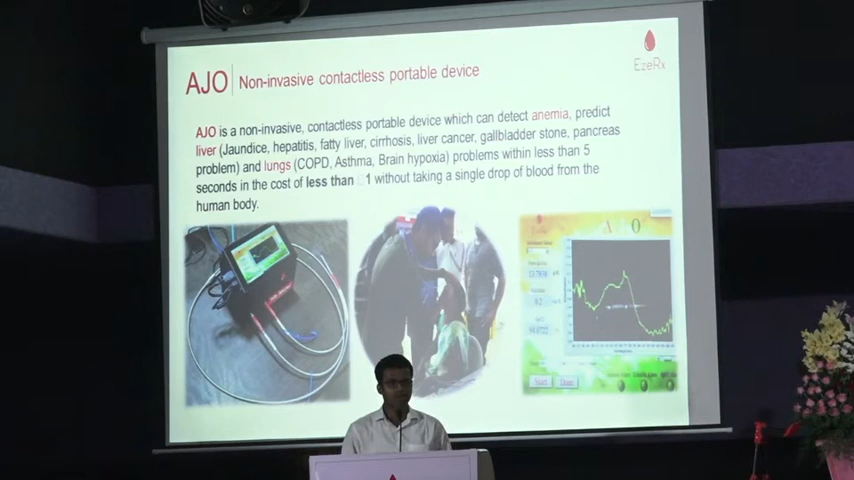 AJO Non-invasive contactless portable device
EzeRx
AJO is a non-invasive, contactless portable device which can detect anemia, predict
liver (Jaundice, hepatitis, fatty liver, cirrhosis, liver cancer, gallbladder stone, pancreas
problem) and lungs (COPD, Asthma, Brain hypoxia) problems within less than 5
seconds in the cost of less than □1 without taking a single drop of blood from the
human body.
AJO
Start Done